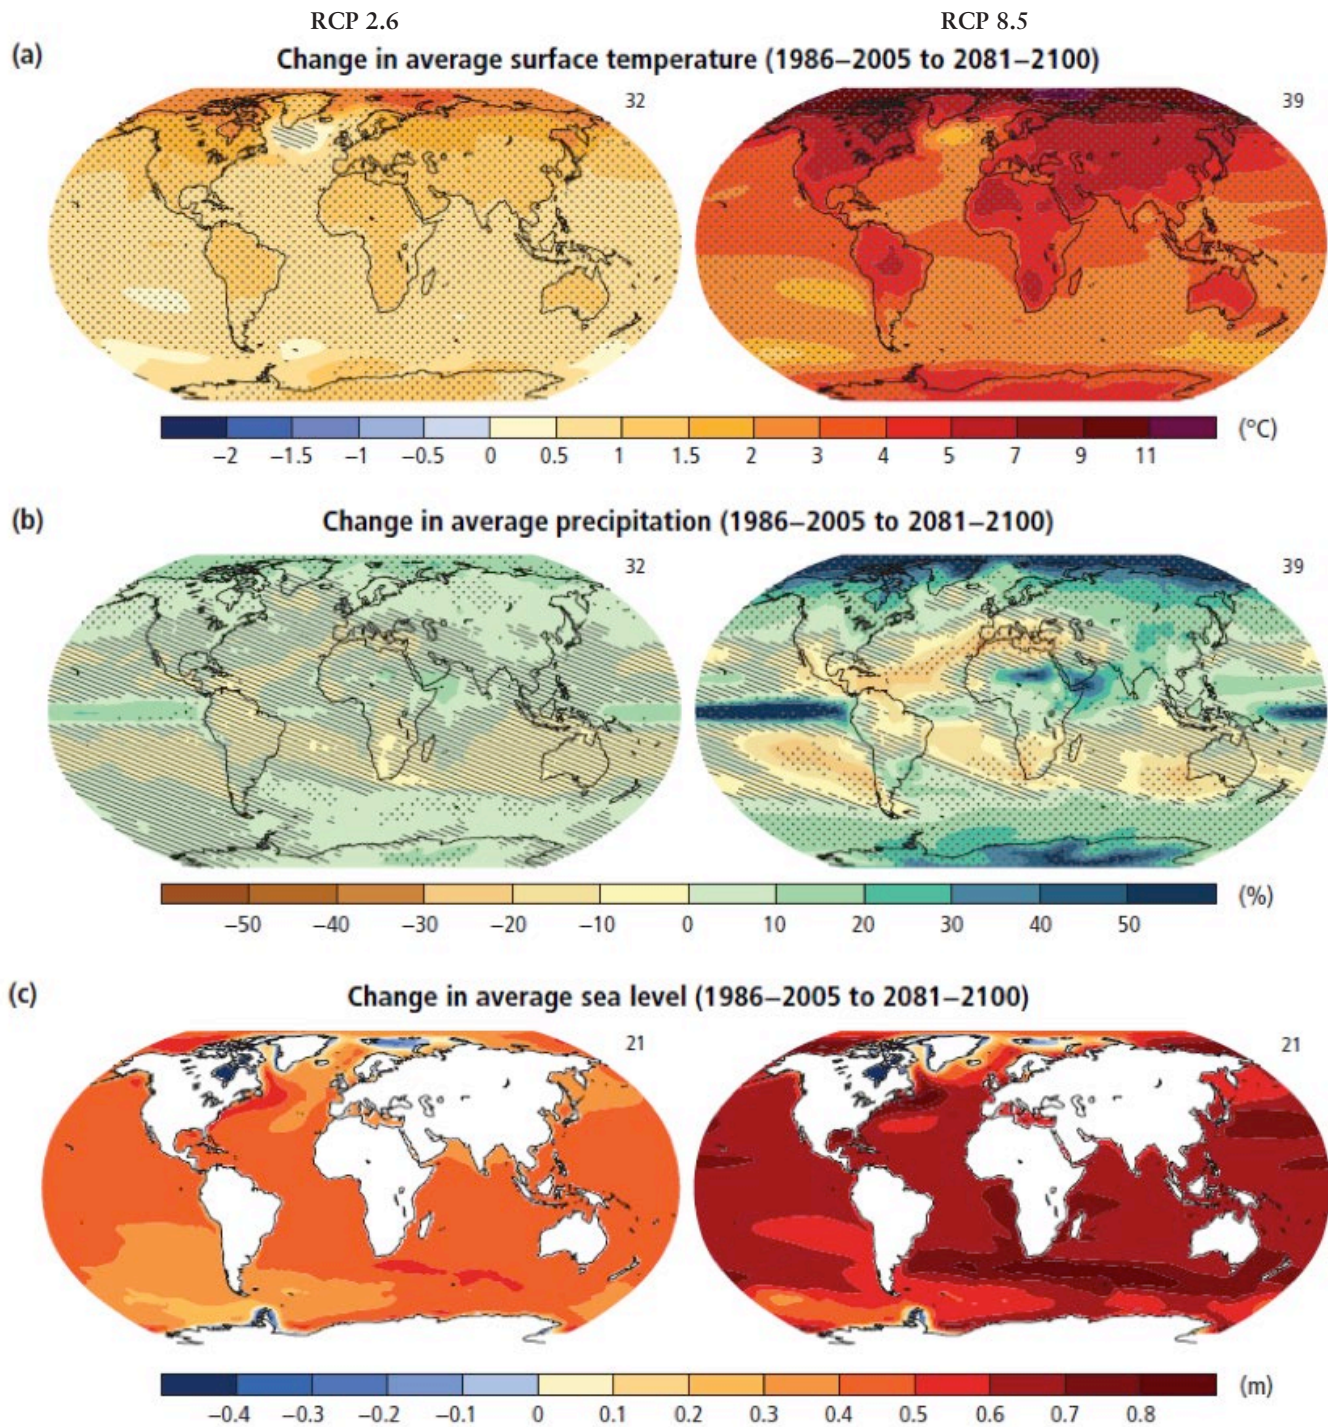 RCP 2.6 RCP 8.5
(a) Change in average surface temperature (1986–2005 to 2081–2100)
32 39
−2 −1.5 −1 −0.5 0 0.5 1 1.5 2 3 4 5 7 9 11 (°C)
(b) Change in average precipitation (1986–2005 to 2081–2100)
32 39
−50 −40 −30 −20 −10 0 10 20 30 40 50 (%)
(c) Change in average sea level (1986–2005 to 2081–2100)
21 21
−0.4 −0.3 −0.2 −0.1 0 0.1 0.2 0.3 0.4 0.5 0.6 0.7 0.8 (m)